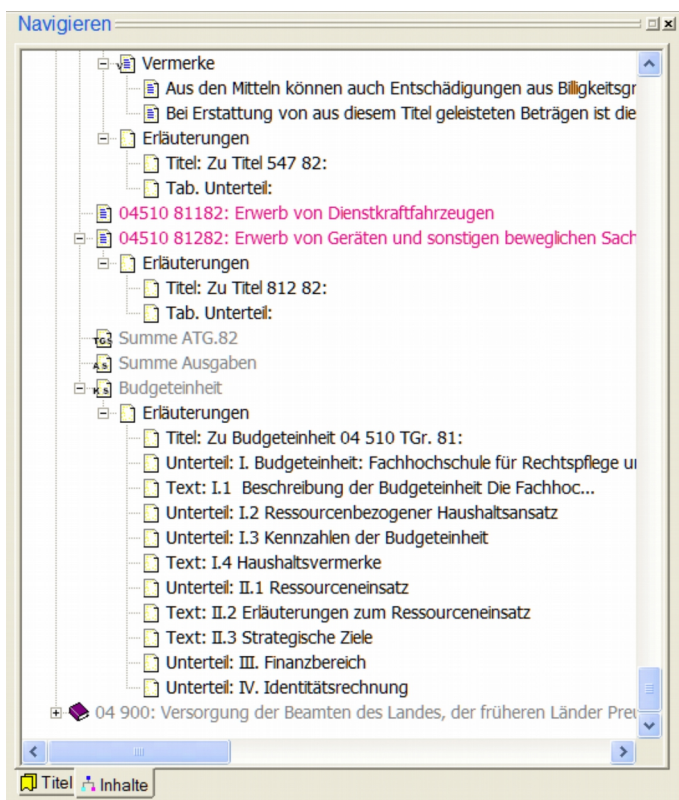 Navigieren
Vermerke
Aus den Mitteln können auch Entschädigungen aus Billigkeitsgr
Bei Erstattung von aus diesem Titel geleisteten Beträgen ist die
Erläuterungen
Titel: Zu Titel 547 82:
Tab. Unterteil:
04510 81182: Erwerb von Dienstkraftfahrzeugen
04510 81282: Erwerb von Geräten und sonstigen beweglichen Sach
Erläuterungen
Titel: Zu Titel 812 82:
Tab. Unterteil:
TGS Summe ATG.82
A S Summe Ausgaben
K S Budgeteinheit
Erläuterungen
Titel: Zu Budgeteinheit 04 510 TGr. 81:
Unterteil: I. Budgeteinheit: Fachhochschule für Rechtspflege u
Text: I.1 Beschreibung der Budgeteinheit Die Fachhoc...
Unterteil: I.2 Ressourcenbezogener Haushaltsansatz
Unterteil: I.3 Kennzahlen der Budgeteinheit
Text: I.4 Haushaltsvermerke
Unterteil: II.1 Ressourceneinsatz
Text: II.2 Erläuterungen zum Ressourceneinsatz
Text: II.3 Strategische Ziele
Unterteil: III. Finanzbereich
Unterteil: IV. Identitätsrechnung
04 900: Versorgung der Beamten des Landes, der früheren Länder Preu
Titel Inhalte